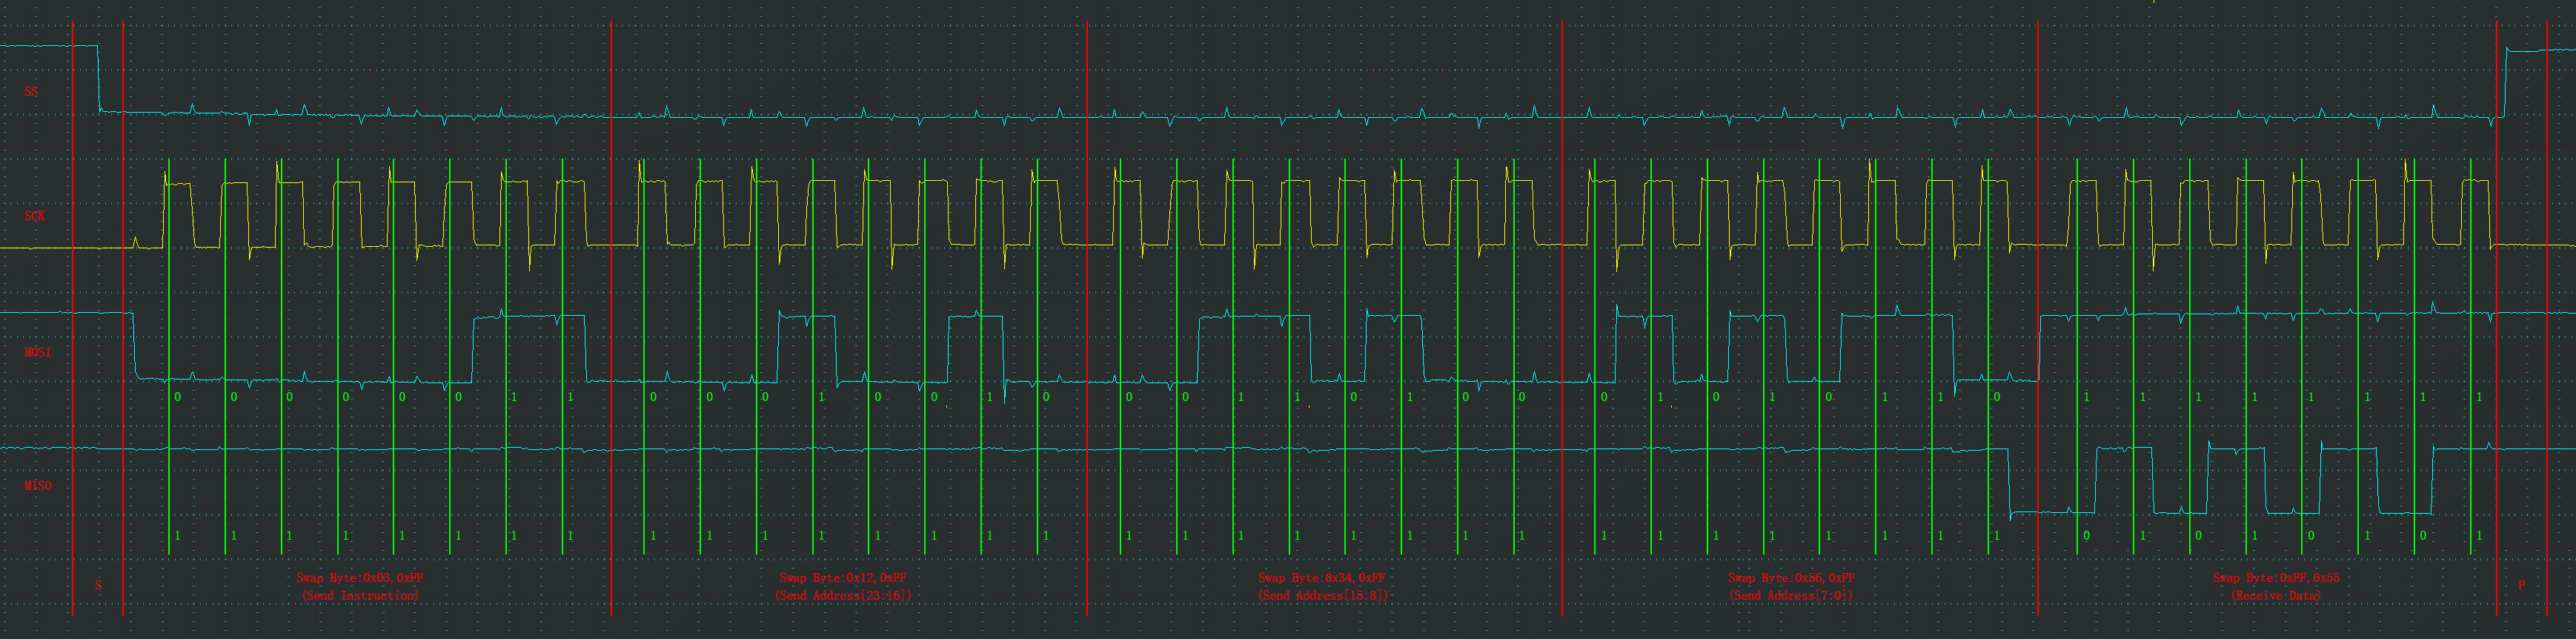 SS
SCK
MOSI
0 0 0 0 0 0 1 1 0 0 0 1 0 0 1 0 0 0 1 1 0 1 0 0 0 1 0 1 0 1 1 0 1 1 1 1 1 1 1 1
MISO
1 1 1 1 1 1 1 1 1 1 1 1 1 1 1 1 1 1 1 1 1 1 1 1 1 1 1 1 1 1 1 1 0 1 0 1 0 1 0 1
S
Swap Byte:0x03,0xFF
(Send Instruction)
Swap Byte:0x12,0xFF
(Send Address[23:16])
Swap Byte:0x34,0xFF
(Send Address[15:8])
Swap Byte:0x56,0xFF
(Send Address[7:0])
Swap Byte:0xFF,0x55
(Receive Data)
P